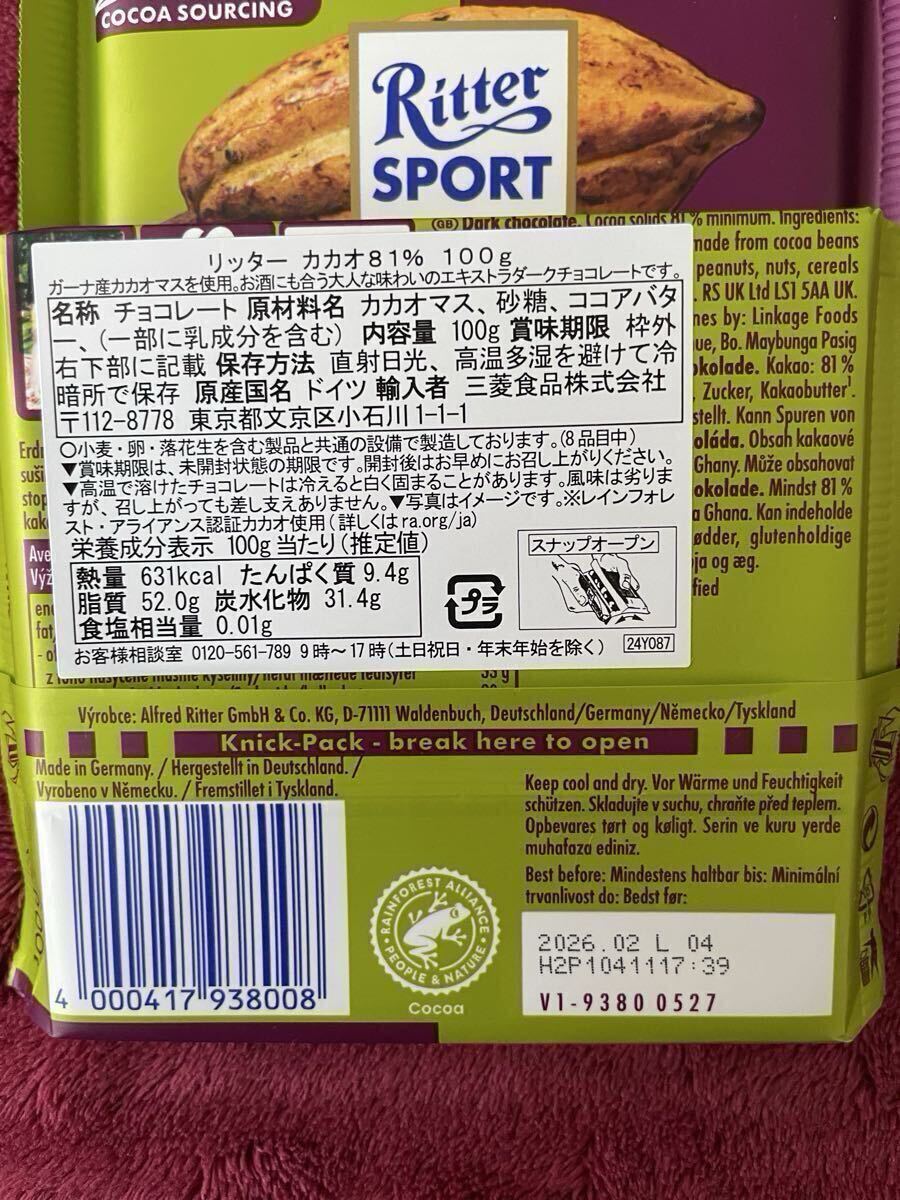 COCOA SOURCING
Ritter
SPORT
(GB) Dark chocolate. Cocoa solids 81 % minimum. Ingredients:
made from cocoa beans
peanuts, nuts, cereals
RS UK Ltd LS1 5AA UK.
nes by: Linkage Foods
ue, Bo. Maybunga Pasig
okolade. Kakao: 81 %
Zucker, Kakaobutter¹.
stellt. Kann Spuren von
oláda. Obsah kakaové
Ghany. Může obsahovat
okolade. Mindst 81 %
a Ghana. Kan indeholde
ødder, glutenholdige
ja og æg.
fied
リッター カカオ81% 100g
ガーナ産カカオマスを使用。お酒にも合う大人な味わいのエキストラダークチョコレートです。
名称 チョコレート 原材料名 カカオマス、砂糖、ココアバタ
ー、(一部に乳成分を含む) 内容量 100g 賞味期限 枠外
右下部に記載 保存方法 直射日光、高温多湿を避けて冷
暗所で保存 原産国名 ドイツ 輸入者 三菱食品株式会社
〒112-8778 東京都文京区小石川1-1-1
○小麦・卵・落花生を含む製品と共通の設備で製造しております。(8品目中)
▼賞味期限は、未開封状態の期限です。開封後はお早めにお召し上がりください。
▼高温で溶けたチョコレートは冷えると白く固まることがあります。風味は劣りま
すが、召し上がっても差し支えありません。▼写真はイメージです。※レインフォレ
スト・アライアンス認証カカオ使用(詳しくはra.org/ja)
栄養成分表示 100g当たり(推定値)
熱量 631kcal たんぱく質 9.4g
脂質 52.0g 炭水化物 31.4g
食塩相当量 0.01g
プラ
スナップオープン
お客様相談室 0120-561-789 9時~17時(土日祝日・年末年始を除く) 24Y087
Erdn
suši
stop
kak
Ave
Výž
en
fat
Výrobce: Alfred Ritter GmbH & Co. KG, D-71111 Waldenbuch, Deutschland/Germany/Německo/Tyskland
Knick-Pack - break here to open
Made in Germany. / Hergestellt in Deutschland. /
Vyrobeno v Německu. / Fremstillet i Tyskland.
Keep cool and dry. Vor Wärme und Feuchtigkeit
schützen. Skladujte v suchu, chraňte před teplem.
Opbevares tørt og køligt. Serin ve kuru yerde
muhafaza ediniz.
Best before: Mindestens haltbar bis: Minimální
trvanlivost do: Bedst før:
2026.02 L 04
H2P1041117:39
V1-9380 0527
4 000417 938008
RAINFOREST ALLIANCE
PEOPLE & NATURE
Cocoa